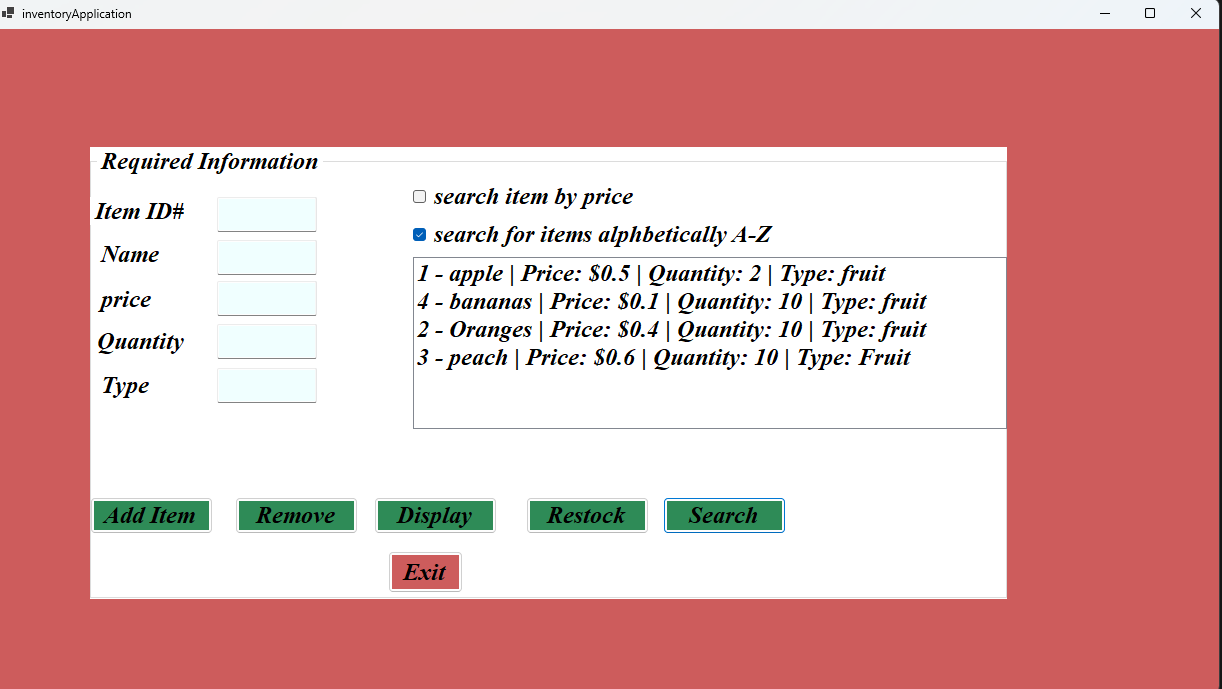 inventoryApplication
Required Information
Item ID#
Name
price
Quantity
Type
search item by price
search for items alphbetically A-Z
1 - apple | Price: $0.5 | Quantity: 2 | Type: fruit
4 - bananas | Price: $0.1 | Quantity: 10 | Type: fruit
2 - Oranges | Price: $0.4 | Quantity: 10 | Type: fruit
3 - peach | Price: $0.6 | Quantity: 10 | Type: Fruit
Add Item
Remove
Display
Restock
Search
Exit